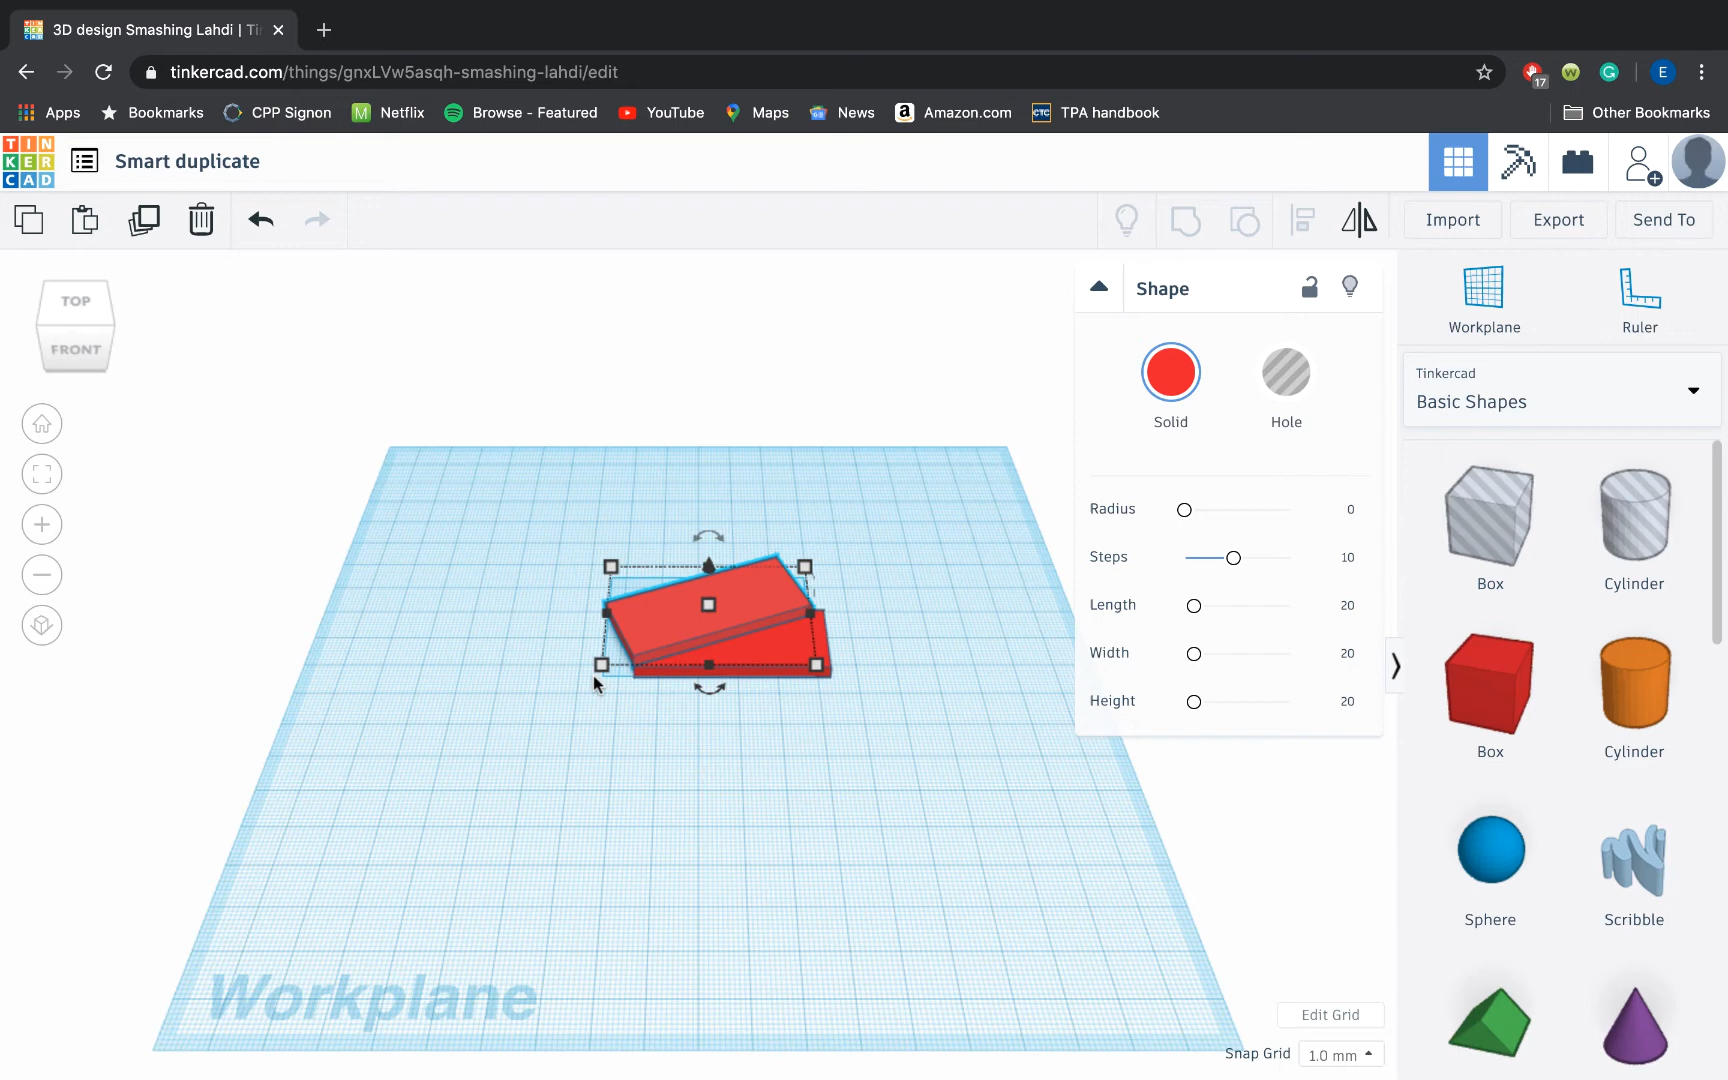 3D design Smashing Lahdi | Ti
tinkercad.com/things/gnxLVw5asqh-smashing-lahdi/edit
17
E
Apps
Bookmarks
CPP Signon
M
Netflix
Browse - Featured
YouTube
Maps
News
a
Amazon.com
CTC
TPA handbook
Other Bookmarks
TIN
KER
CAD
Smart duplicate
Import
Export
Send To
TOP
FRONT
Shape
Solid
Hole
Radius 0
Steps 10
Length 20
Width 20
Height 20
Workplane
Ruler
Tinkercad
Basic Shapes
Box
Cylinder
Box
Cylinder
Sphere
Scribble
Workplane
Edit Grid
Snap Grid 1.0 mm